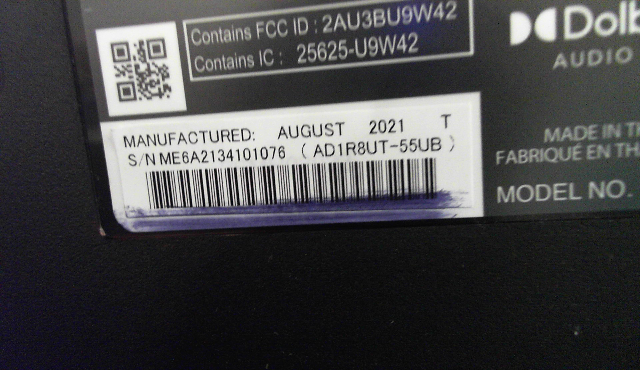 Contains FCC ID : 2AU3BU9W42
Contains IC : 25625-U9W42
Dolb
AUDIO
MANUFACTURED: AUGUST 2021 T
S/N ME6A2134101076 ( AD1R8UT-55UB )
MADE IN T
FABRIQUÉ EN TH
MODEL NO.